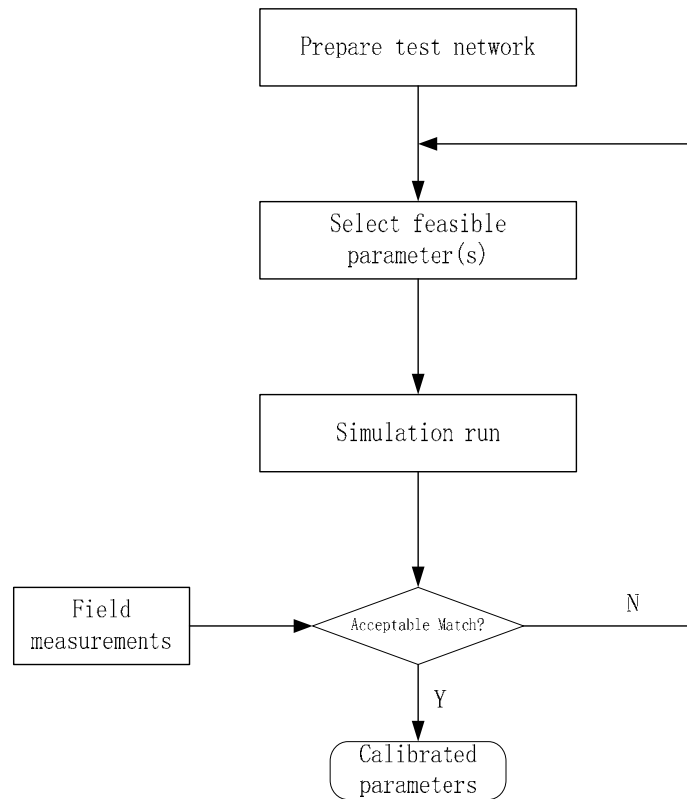 Prepare test network
Select feasible
parameter(s)
Simulation run
Field
measurements
Acceptable Match?
N
Y
Calibrated
parameters